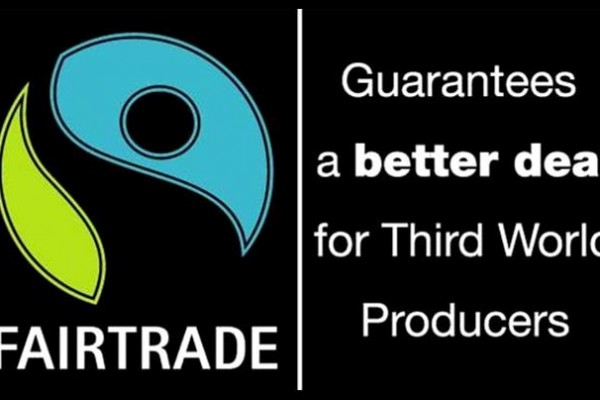 FAIRTRADE
Guarantees
a better dea
for Third Worl
Producers